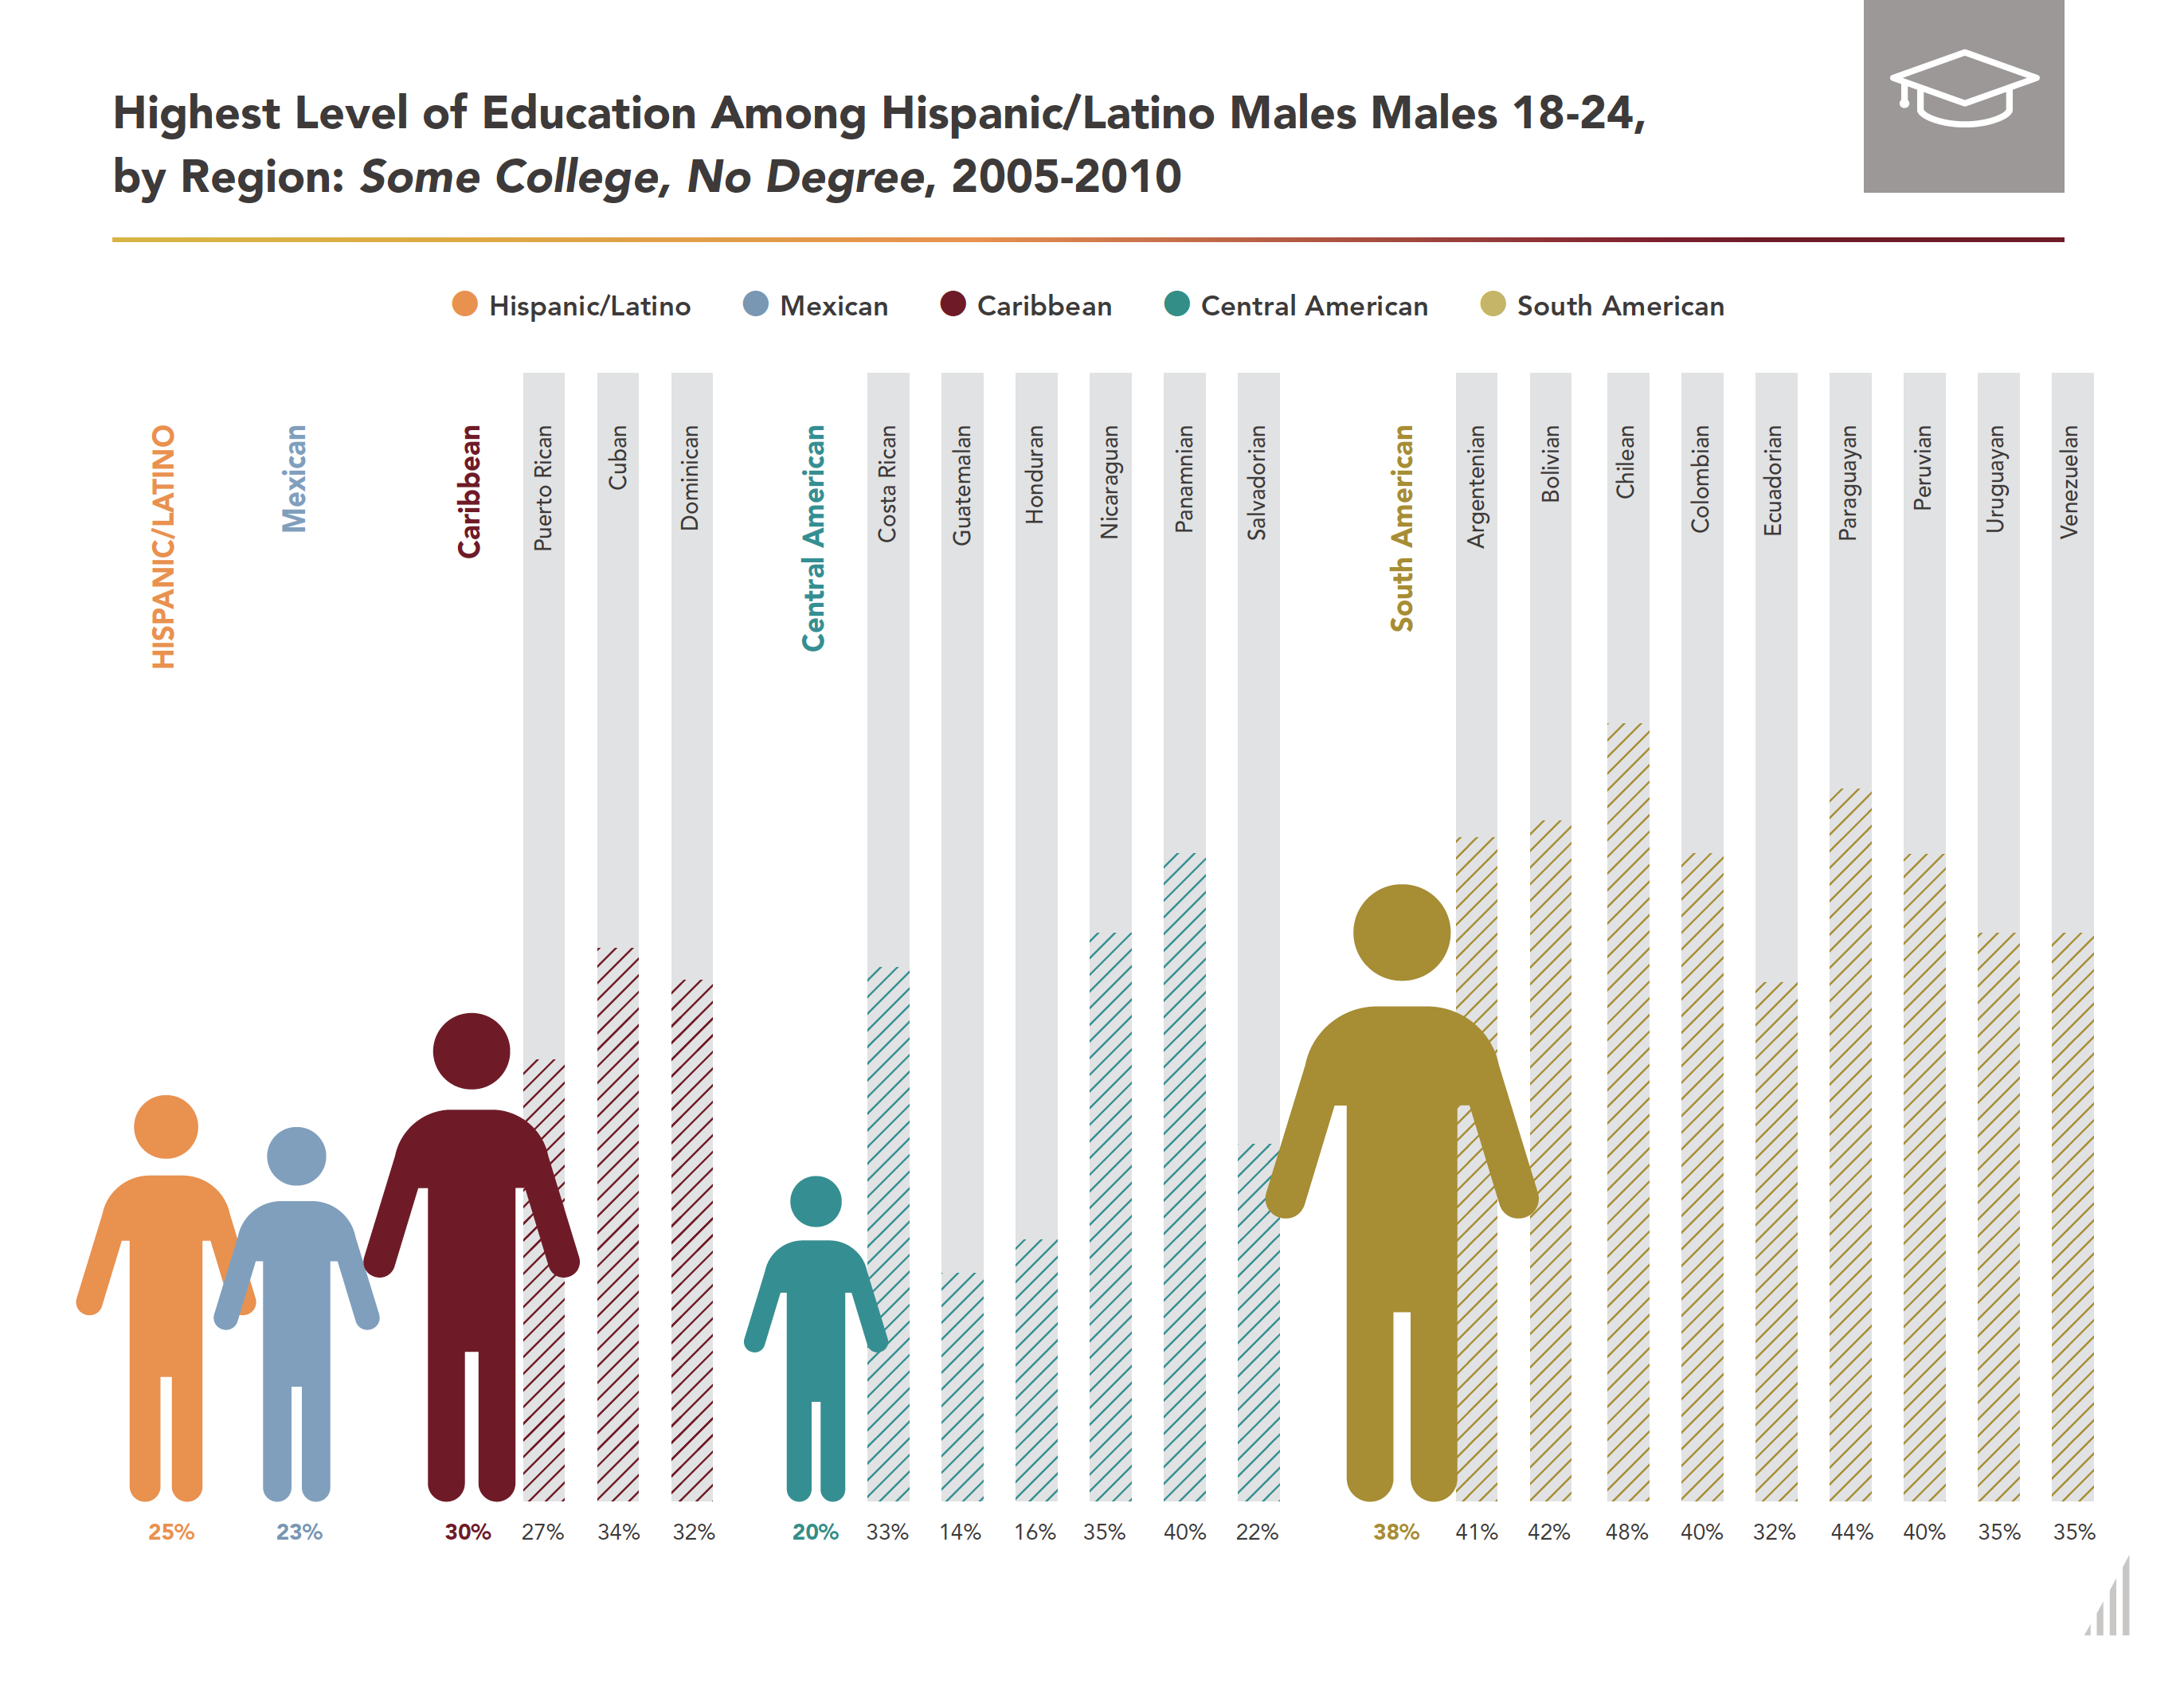 Highest Level of Education Among Hispanic/Latino Males Males 18-24,
by Region: Some College, No Degree, 2005-2010
Hispanic/Latino
Mexican
Caribbean
Central American
South American
HISPANIC/LATINO
Mexican
Caribbean
Puerto Rican
Cuban
Dominican
Central American
Costa Rican
Guatemalan
Honduran
Nicaraguan
Panamnian
Salvadorian
South American
Argentenian
Bolivian
Chilean
Colombian
Ecuadorian
Paraguayan
Peruvian
Uruguayan
Venezuelan
25% 23% 30% 27% 34% 32% 20% 33% 14% 16% 35% 40% 22% 38% 41% 42% 48% 40% 32% 44% 40% 35% 35%